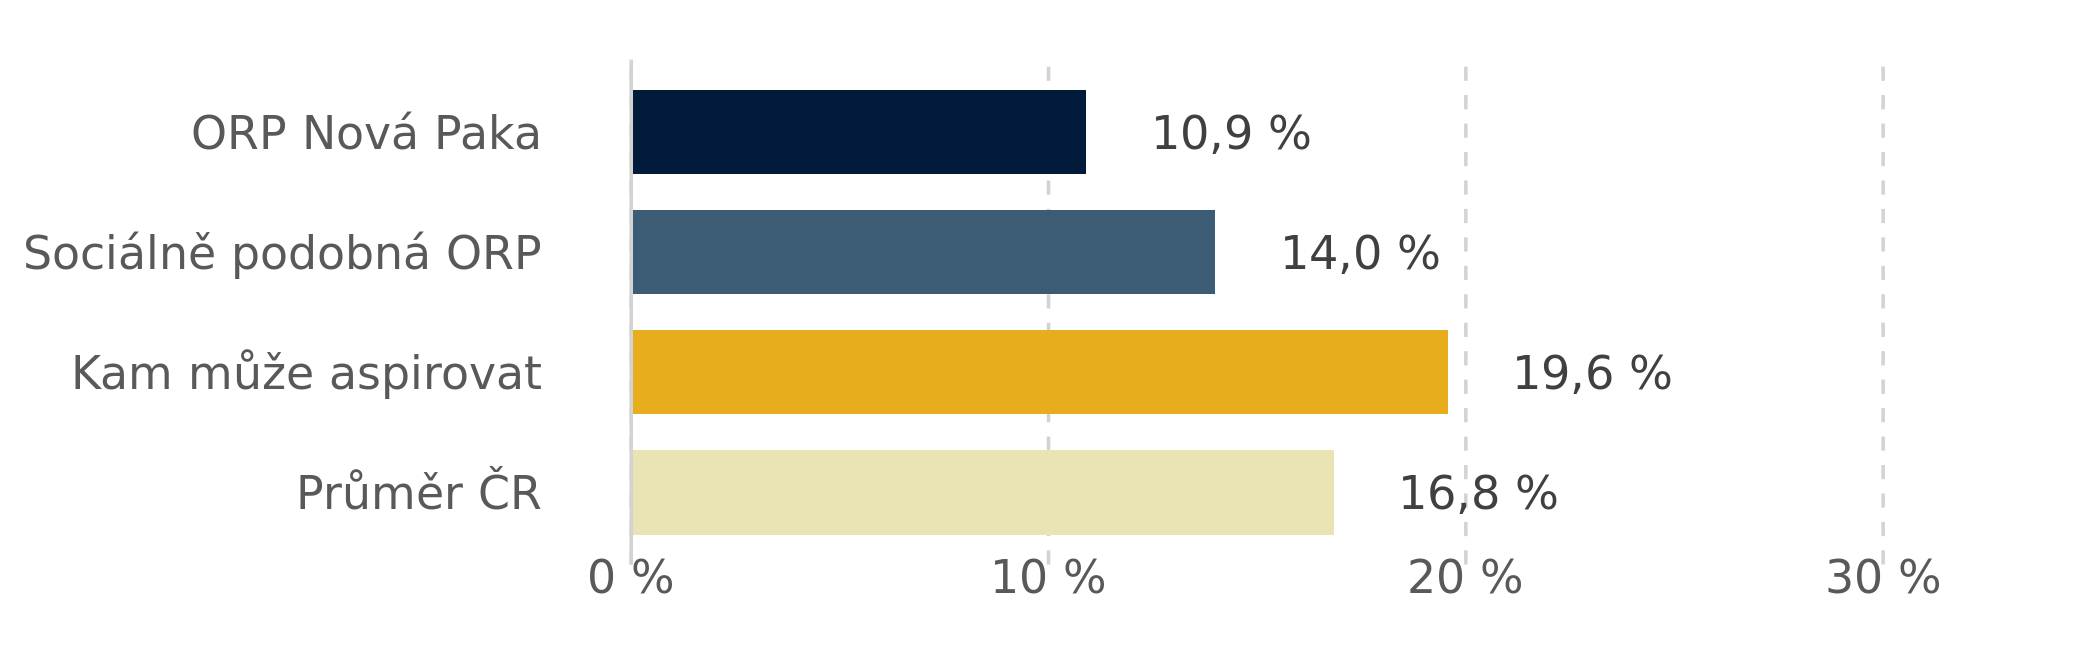 ORP Nová Paka 10,9 %
Sociálně podobná ORP 14,0 %
Kam může aspirovat 19,6 %
Průměr ČR 16,8 %
0 % 10 % 20 % 30 %